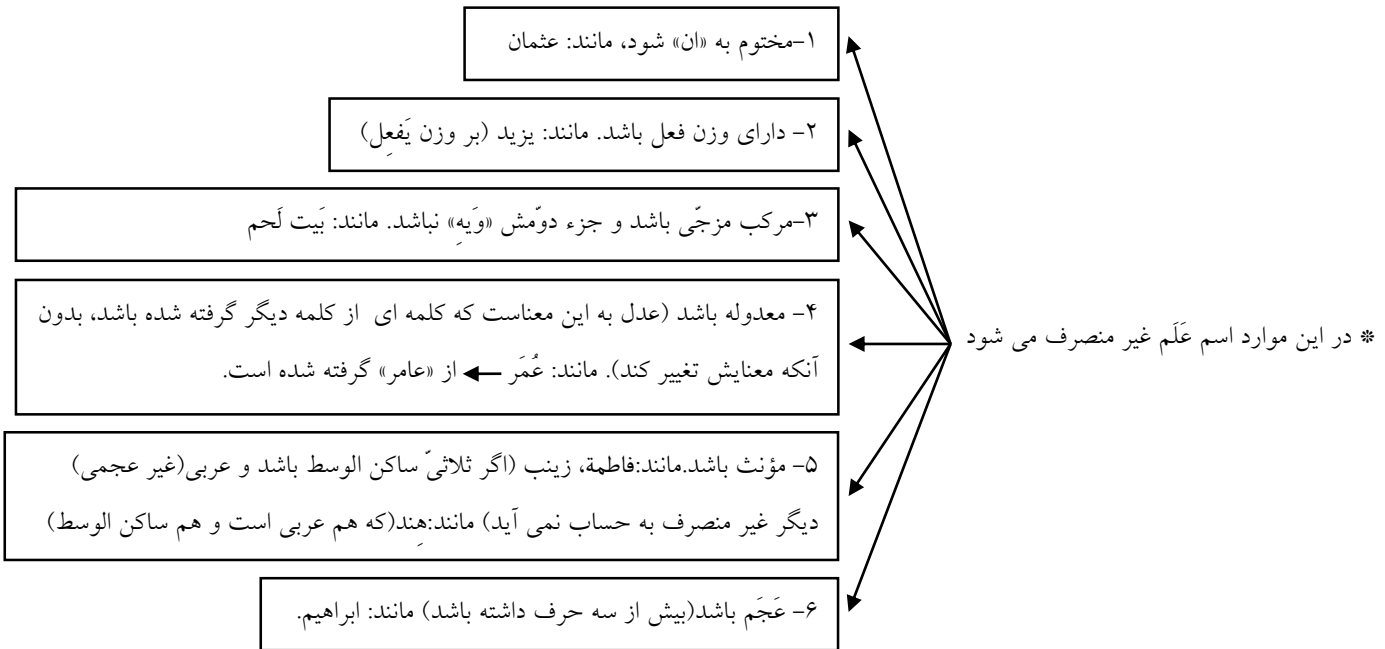 ۱-مختوم به «ان» شود، مانند: عثمان
۲- دارای وزن فعل باشد. مانند: یزید (بر وزن یَفعِل)
۳-مرکب مزجّی باشد و جزء دوّمش «وَیهِ» نباشد. مانند: بَیت لَحم
* در این موارد اسم عَلَم غیر منصرف می شود
۴- معدوله باشد (عدل به این معناست که کلمه ای از کلمه دیگر گرفته شده باشد، بدون
آنکه معنایش تغییر کند). مانند: عُمَر از «عامر» گرفته شده است.
۵- مؤنث باشد.مانند:فاطمة، زینب (اگر ثلاثیّ ساکن الوسط باشد و عربی(غیر عجمی)
دیگر غیر منصرف به حساب نمی آید) مانند:هِند(که هم عربی است و هم ساکن الوسط)
۶- عَجَم باشد(بیش از سه حرف داشته باشد) مانند: ابراهیم.